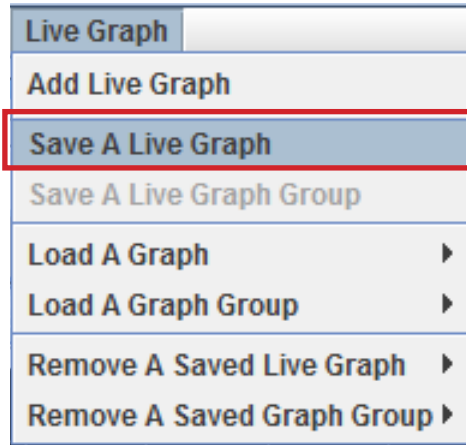 Live Graph
Add Live Graph
Save A Live Graph
Save A Live Graph Group
Load A Graph
Load A Graph Group
Remove A Saved Live Graph
Remove A Saved Graph Group